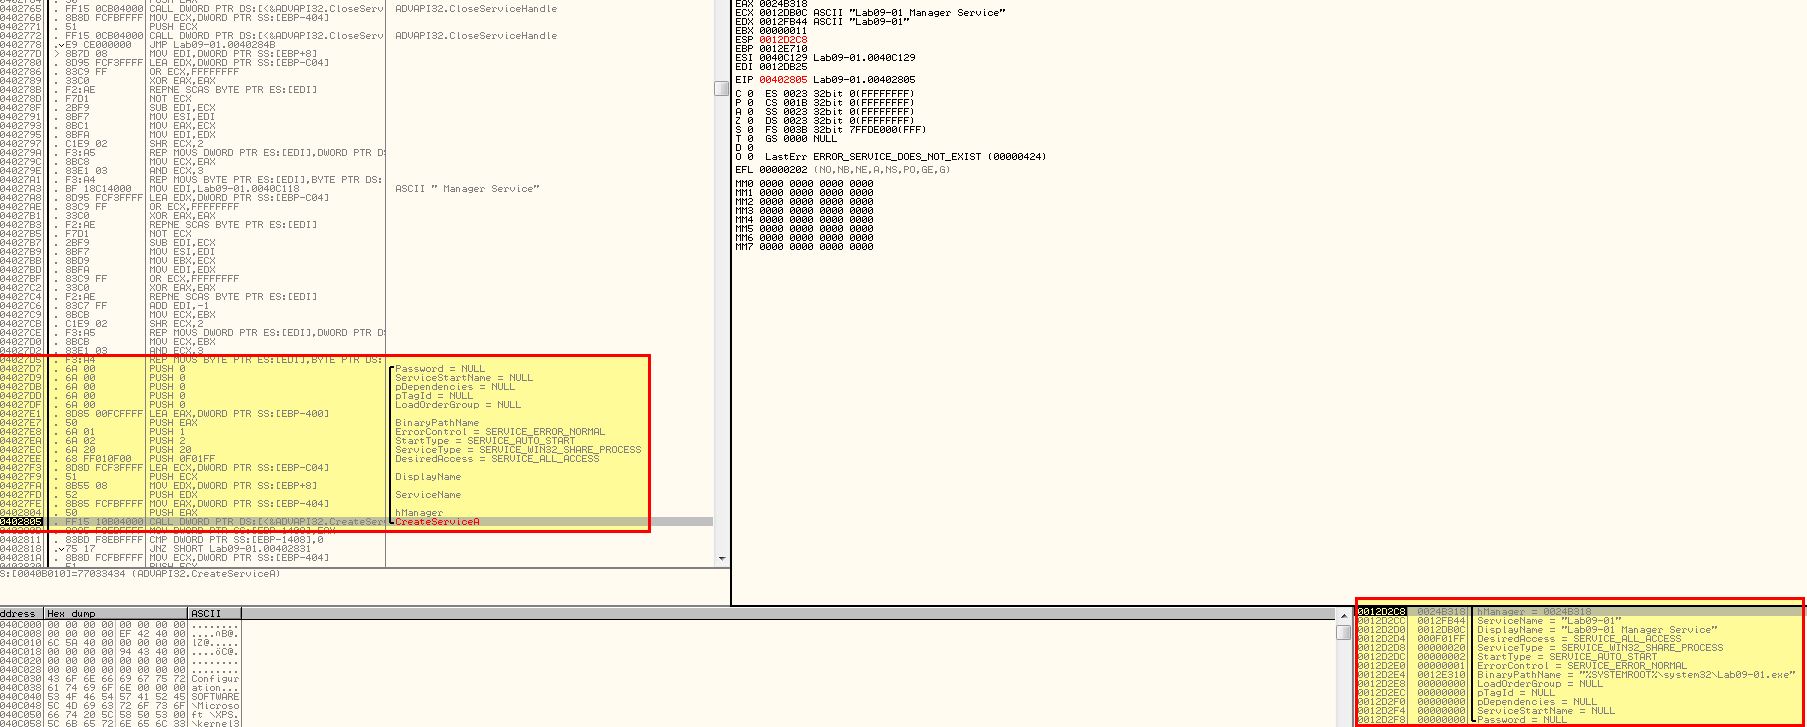 0402765 . FF15 0CB04000 CALL DWORD PTR DS:[<&ADVAPI32.CloseServ ADVAPI32.CloseServiceHandle
040276B . 8B8D FCFBFFFF MOV ECX,DWORD PTR SS:[EBP-404]
0402771 . 51 PUSH ECX
0402772 . FF15 0CB04000 CALL DWORD PTR DS:[<&ADVAPI32.CloseServ ADVAPI32.CloseServiceHandle
0402778 . E9 CE000000 JMP Lab09-01.0040284B
040277D > 8B7D 08 MOV EDI,DWORD PTR SS:[EBP+8]
0402780 . 8D95 FCF3FFFF LEA EDX,DWORD PTR SS:[EBP-C04]
0402786 . 83C9 FF OR ECX,FFFFFFFF
0402789 . 33C0 XOR EAX,EAX
040278B . F2:AE REPNE SCAS BYTE PTR ES:[EDI]
040278D . F7D1 NOT ECX
040278F . 2BF9 SUB EDI,ECX
0402791 . 8BF7 MOV ESI,EDI
0402793 . 8BC1 MOV EAX,ECX
0402795 . 8BFA MOV EDI,EDX
0402797 . C1E9 02 SHR ECX,2
040279A . F3:A5 REP MOVS DWORD PTR ES:[EDI],DWORD PTR DS
040279C . 8BC8 MOV ECX,EAX
040279E . 83E1 03 AND ECX,3
04027A1 . F3:A4 REP MOVS BYTE PTR ES:[EDI],BYTE PTR DS:
04027A3 . BF 18C14000 MOV EDI,Lab09-01.0040C118 ASCII " Manager Service"
04027A8 . 8D95 FCF3FFFF LEA EDX,DWORD PTR SS:[EBP-C04]
04027AE . 83C9 FF OR ECX,FFFFFFFF
04027B1 . 33C0 XOR EAX,EAX
04027B3 . F2:AE REPNE SCAS BYTE PTR ES:[EDI]
04027B5 . F7D1 NOT ECX
04027B7 . 2BF9 SUB EDI,ECX
04027B9 . 8BF7 MOV ESI,EDI
04027BB . 8BD9 MOV EBX,ECX
04027BD . 8BFA MOV EDI,EDX
04027BF . 83C9 FF OR ECX,FFFFFFFF
04027C2 . 33C0 XOR EAX,EAX
04027C4 . F2:AE REPNE SCAS BYTE PTR ES:[EDI]
04027C6 . 83C7 FF ADD EDI,-1
04027C9 . 8BCB MOV ECX,EBX
04027CB . C1E9 02 SHR ECX,2
04027CE . F3:A5 REP MOVS DWORD PTR ES:[EDI],DWORD PTR DS
04027D0 . 8BCB MOV ECX,EBX
04027D2 . 83E1 03 AND ECX,3
04027D5 . F3:A4 REP MOVS BYTE PTR ES:[EDI],BYTE PTR DS:
04027D7 . 6A 00 PUSH 0 Password = NULL
04027D9 . 6A 00 PUSH 0 ServiceStartName = NULL
04027DB . 6A 00 PUSH 0 pDependencies = NULL
04027DD . 6A 00 PUSH 0 pTagId = NULL
04027DF . 6A 00 PUSH 0 LoadOrderGroup = NULL
04027E1 . 8D85 00FCFFFF LEA EAX,DWORD PTR SS:[EBP-400]
04027E7 . 50 PUSH EAX BinaryPathName
04027E8 . 6A 01 PUSH 1 ErrorControl = SERVICE_ERROR_NORMAL
04027EA . 6A 02 PUSH 2 StartType = SERVICE_AUTO_START
04027EC . 6A 20 PUSH 20 ServiceType = SERVICE_WIN32_SHARE_PROCESS
04027EE . 68 FF010F00 PUSH 0F01FF DesiredAccess = SERVICE_ALL_ACCESS
04027F3 . 8D8D FCF3FFFF LEA ECX,DWORD PTR SS:[EBP-C04]
04027F9 . 51 PUSH ECX DisplayName
04027FA . 8B55 08 MOV EDX,DWORD PTR SS:[EBP+8]
04027FD . 52 PUSH EDX ServiceName
04027FE . 8B85 FCFBFFFF MOV EAX,DWORD PTR SS:[EBP-404]
0402804 . 50 PUSH EAX hManager
0402805 . FF15 10B04000 CALL DWORD PTR DS:[<&ADVAPI32.CreateServ CreateServiceA
0402811 . 83BD F8EBFFFF CMP DWORD PTR SS:[EBP-1408],0
0402818 . 75 17 JNZ SHORT Lab09-01.00402831
040281A . 8B8D FCFBFFFF MOV ECX,DWORD PTR SS:[EBP-404]
S:[0040B010]=77033434 (ADVAPI32.CreateServiceA)
EAX 0024B318
ECX 0012DB0C ASCII "Lab09-01 Manager Service"
EDX 0012FB44 ASCII "Lab09-01"
EBX 00000011
ESP 0012D2C8
EBP 0012E710
ESI 0040C129 Lab09-01.0040C129
EDI 0012DB25
EIP 00402805 Lab09-01.00402805
C 0 ES 0023 32bit 0(FFFFFFFF)
P 0 CS 001B 32bit 0(FFFFFFFF)
A 0 SS 0023 32bit 0(FFFFFFFF)
Z 0 DS 0023 32bit 0(FFFFFFFF)
S 0 FS 003B 32bit 7FFDE000(FFF)
T 0 GS 0000 NULL
D 0
O 0 LastErr ERROR_SERVICE_DOES_NOT_EXIST (00000424)
EFL 00000202 (NO,NB,NE,A,NS,PO,GE,G)
MM0 0000 0000 0000 0000
MM1 0000 0000 0000 0000
MM2 0000 0000 0000 0000
MM3 0000 0000 0000 0000
MM4 0000 0000 0000 0000
MM5 0000 0000 0000 0000
MM6 0000 0000 0000 0000
MM7 0000 0000 0000 0000
ddress Hex dump ASCII
040C000 00 00 00 00 00 00 00 00 ........
040C008 00 00 00 00 EF 42 40 00 ....∩B@.
040C010 6C 5A 40 00 00 00 00 00 lZ@.....
040C018 00 00 00 00 94 43 40 00 ....öC@.
040C020 00 00 00 00 00 00 00 00 ........
040C028 00 00 00 00 00 00 00 00 ........
040C030 43 6F 6E 66 69 67 75 72 Configur
040C038 61 74 69 6F 6E 00 00 00 ation...
040C040 53 4F 46 54 57 41 52 45 SOFTWARE
040C048 5C 4D 69 63 72 6F 73 6F \Microso
040C050 66 74 20 5C 58 50 53 00 ft \XPS.
040C058 5C 6B 65 72 6E 65 6C 33 \kernel3
0012D2C8 0024B318 hManager = 0024B318
0012D2CC 0012FB44 ServiceName = "Lab09-01"
0012D2D0 0012DB0C DisplayName = "Lab09-01 Manager Service"
0012D2D4 000F01FF DesiredAccess = SERVICE_ALL_ACCESS
0012D2D8 00000020 ServiceType = SERVICE_WIN32_SHARE_PROCESS
0012D2DC 00000002 StartType = SERVICE_AUTO_START
0012D2E0 00000001 ErrorControl = SERVICE_ERROR_NORMAL
0012D2E4 0012E310 BinaryPathName = "%SYSTEMROOT%\system32\Lab09-01.exe"
0012D2E8 00000000 LoadOrderGroup = NULL
0012D2EC 00000000 pTagId = NULL
0012D2F0 00000000 pDependencies = NULL
0012D2F4 00000000 ServiceStartName = NULL
0012D2F8 00000000 Password = NULL